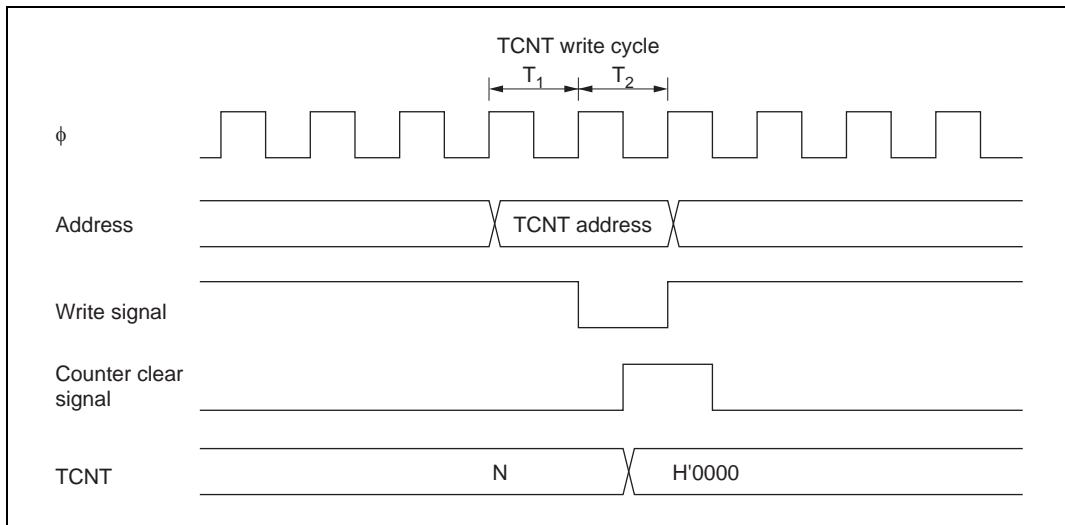 TCNT write cycle
T1 T2
ϕ
Address
TCNT address
Write signal
Counter clear
signal
TCNT
N
H'0000